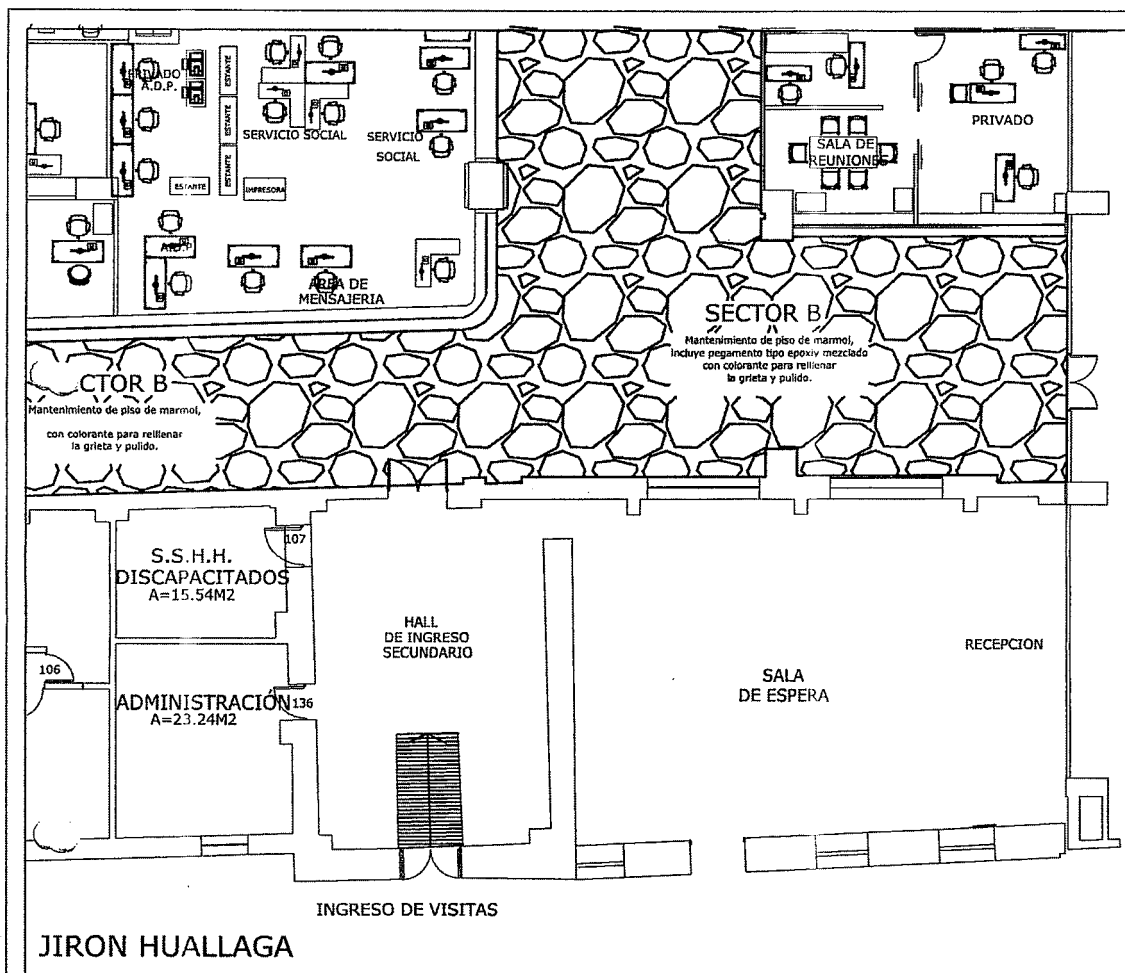 PRIVADO
A.D.P.
ESTANTE
ESTANTE
ESTANTE
ESTANTE
IMPRESORA
SERVICIO SOCIAL
SERVICIO
SOCIAL
SALA DE
REUNIONES
PRIVADO
A.D.P.
AREA DE
MENSAJERIA
SECTOR B
Mantenimiento de piso de marmol,
incluye pegamento tipo epoxiv mezclado
con colorante para rellenar
la grieta y pulido.
CTOR B
Mantenimiento de piso de marmol,
con colorante para rellenar
la grieta y pulido.
107
S.S.H.H.
DISCAPACITADOS
A=15.54M2
HALL
DE INGRESO
SECUNDARIO
RECEPCION
SALA
DE ESPERA
106
ADMINISTRACIÓN
136
A=23.24M2
INGRESO DE VISITAS
JIRON HUALLAGA